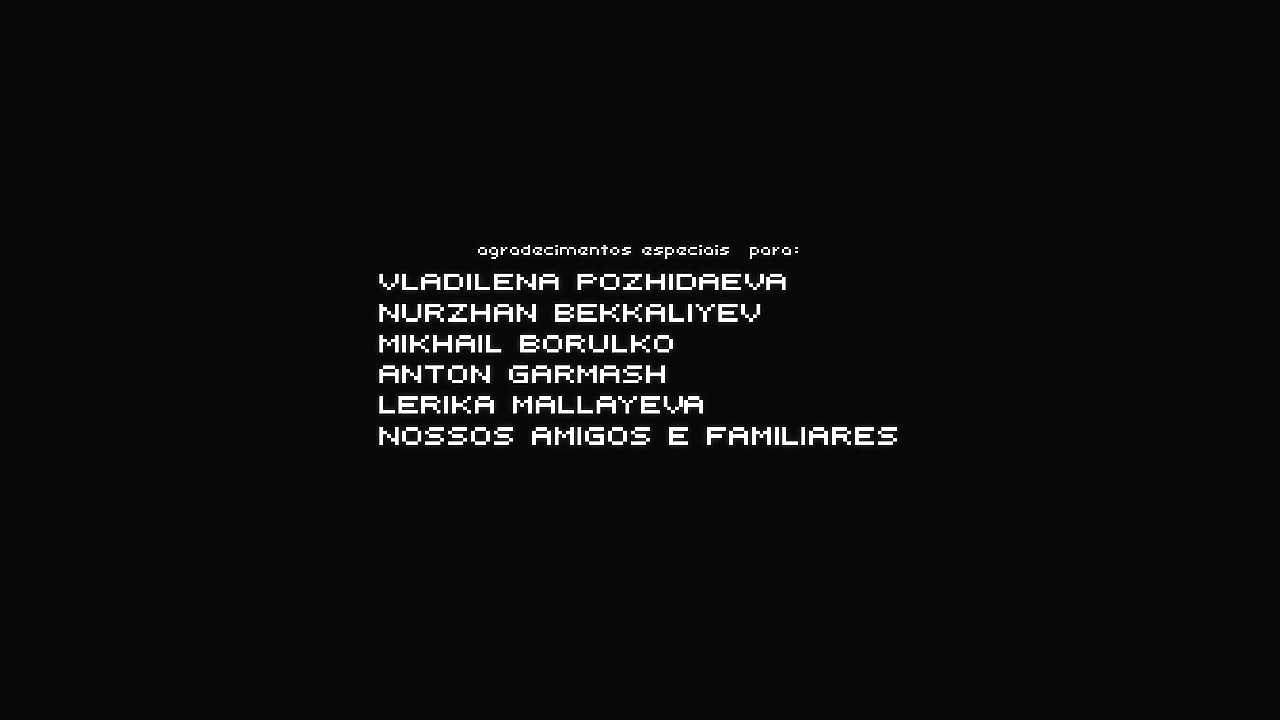 agradecimentos especiais para:
VLADILENA POZHIDAEVA
NURZHAN BEKKALIYEV
MIKHAIL BORULKO
ANTON GARMASH
LERIKA MALLAYEVA
NOSSOS AMIGOS E FAMILIARES